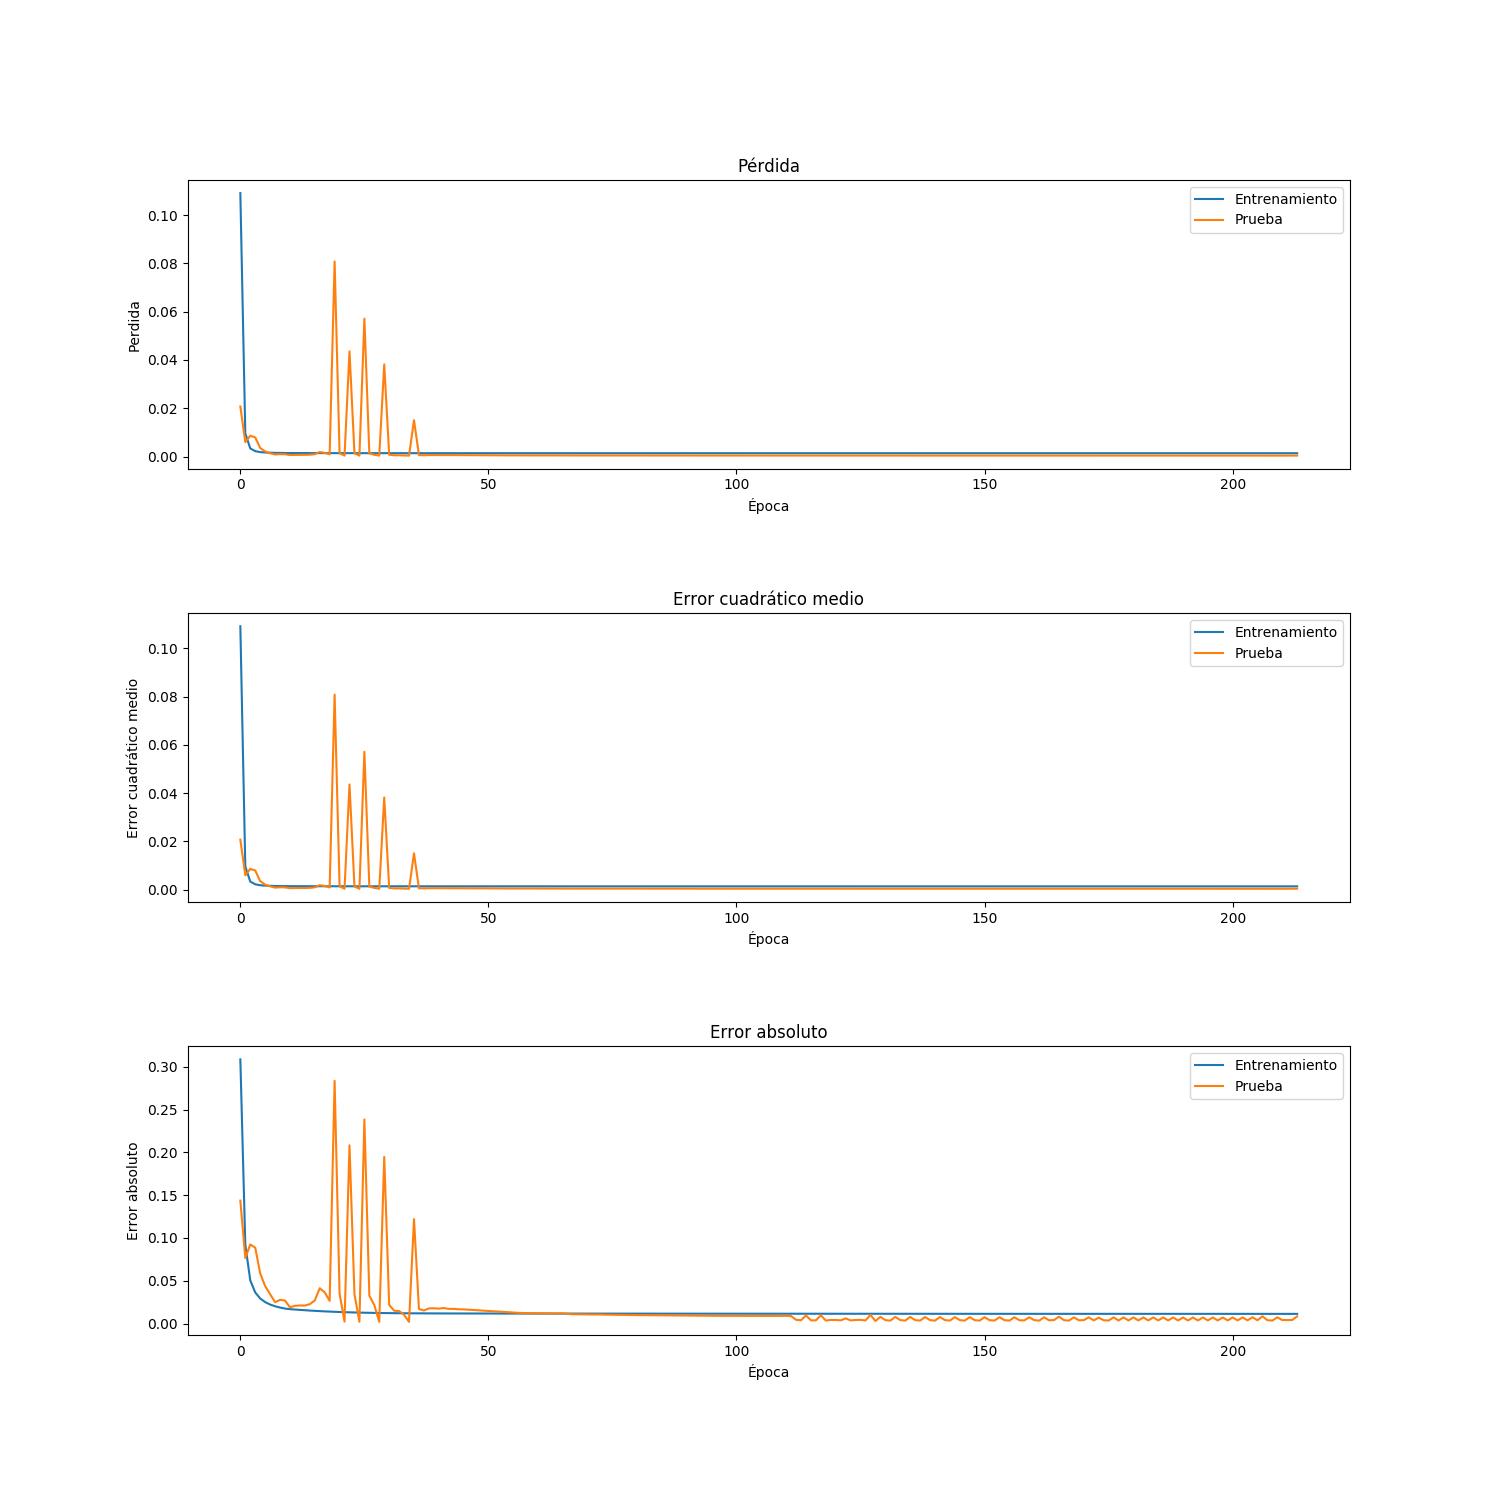 Pérdida
Entrenamiento
Prueba
0.10
0.08
0.06
0.04
0.02
0.00
Perdida
0 50 100 150 200
Época
Error cuadrático medio
Entrenamiento
Prueba
0.10
0.08
0.06
0.04
0.02
0.00
Error cuadrático medio
0 50 100 150 200
Época
Error absoluto
Entrenamiento
Prueba
0.30
0.25
0.20
0.15
0.10
0.05
0.00
Error absoluto
0 50 100 150 200
Época